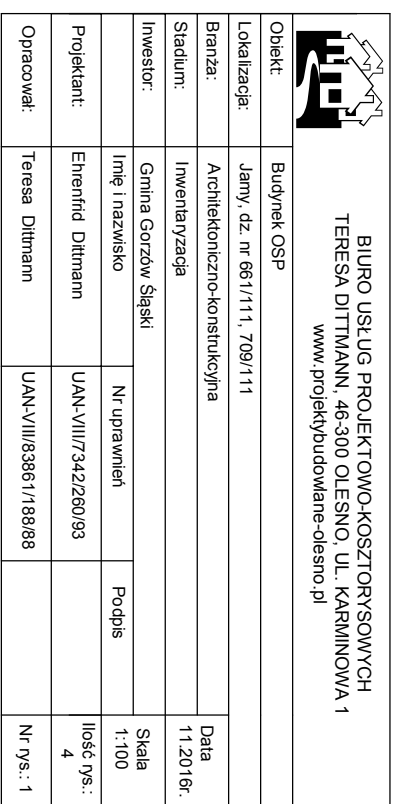 BIURO USŁUG PROJEKTOWO-KOSZTORYSOWYCH
TERESA DITTMANN, 46-300 OLESNO, UL. KARMINOWA 1
www.projektybudowlane-olesno.pl
Obiekt: Budynek OSP
Lokalizacja: Jamy, dz. nr 661/111, 709/111
Branża: Architektoniczno-konstrukcyjna
Data
11.2016r.
Stadium: Inwentaryzacja
Inwestor: Gmina Gorzów Śląski
Skala
1:100
Imię i nazwisko Nr uprawnień Podpis
Projektant: Ehrenfrid Dittmann UAN-VIII/7342/260/93
Ilość rys.:
4
Opracował: Teresa Dittmann UAN-VIII/83861/188/88 Nr rys.: 1